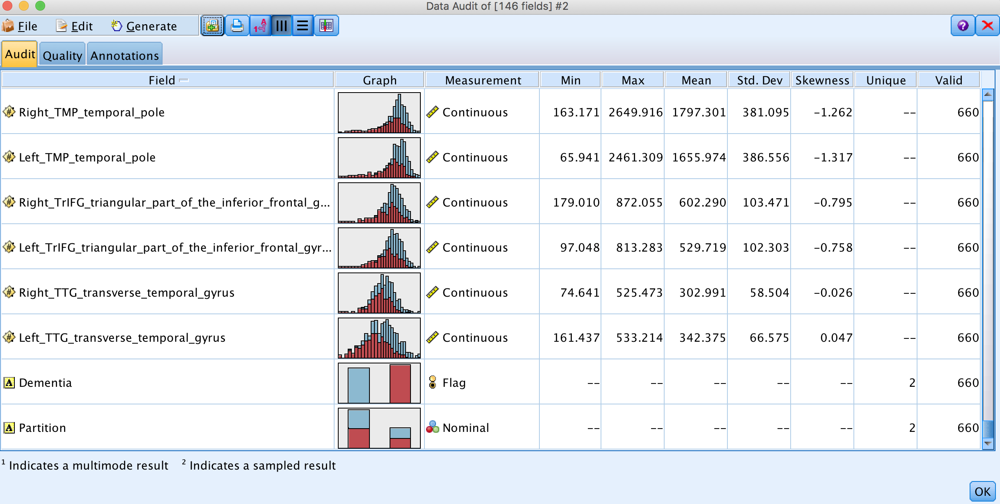 Data Audit of [146 fields] #2
File Edit Generate
Audit Quality Annotations
Field Graph Measurement Min Max Mean Std. Dev Skewness Unique Valid
Right_TMP_temporal_pole Continuous 163.171 2649.916 1797.301 381.095 -1.262 -- 660
Left_TMP_temporal_pole Continuous 65.941 2461.309 1655.974 386.556 -1.317 -- 660
Right_TrIFG_triangular_part_of_the_inferior_frontal_g... Continuous 179.010 872.055 602.290 103.471 -0.795 -- 660
Left_TrIFG_triangular_part_of_the_inferior_frontal_gyr... Continuous 97.048 813.283 529.719 102.303 -0.758 -- 660
Right_TTG_transverse_temporal_gyrus Continuous 74.641 525.473 302.991 58.504 -0.026 -- 660
Left_TTG_transverse_temporal_gyrus Continuous 161.437 533.214 342.375 66.575 0.047 -- 660
Dementia Flag -- -- -- -- -- 2 660
Partition Nominal -- -- -- -- -- 2 660
1 Indicates a multimode result 2 Indicates a sampled result
OK